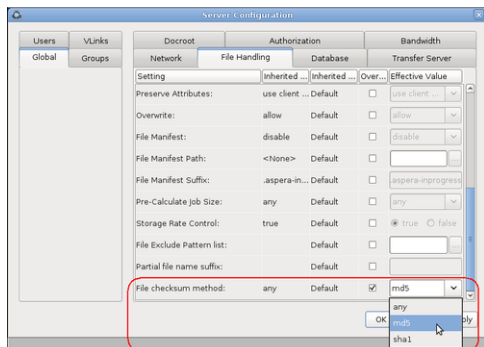 Server Configuration
Users VLinks Docroot Authorization Bandwidth
Global Groups Network File Handling Database Transfer Server
Setting Inherited ... Inherited ... Over... Effective Value
Preserve Attributes: use client ... Default use client ...
Overwrite: allow Default allow
File Manifest: disable Default disable
File Manifest Path: <None> Default ...
File Manifest Suffix: .aspera-in... Default .aspera-inprogress
Pre-Calculate Job Size: any Default any
Storage Rate Control: true Default true false
File Exclude Pattern list: Default ...
Partial file name suffix: Default
File checksum method: any Default md5
any
OK md5 ply
sha1